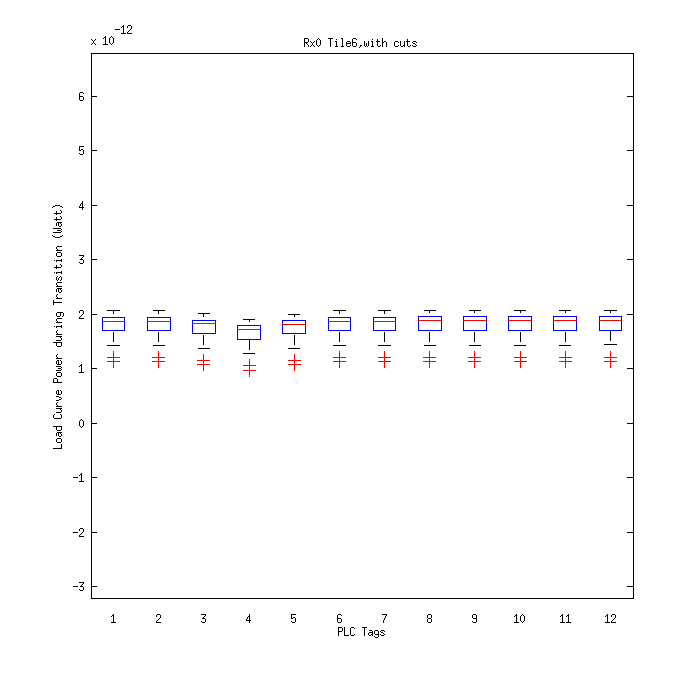 x 10^-12
Rx0 Tile6,with cuts
Load Curve Power during Transition (Watt)
6
5
4
3
2
1
0
-1
-2
-3
1 2 3 4 5 6 7 8 9 10 11 12
PLC Tags